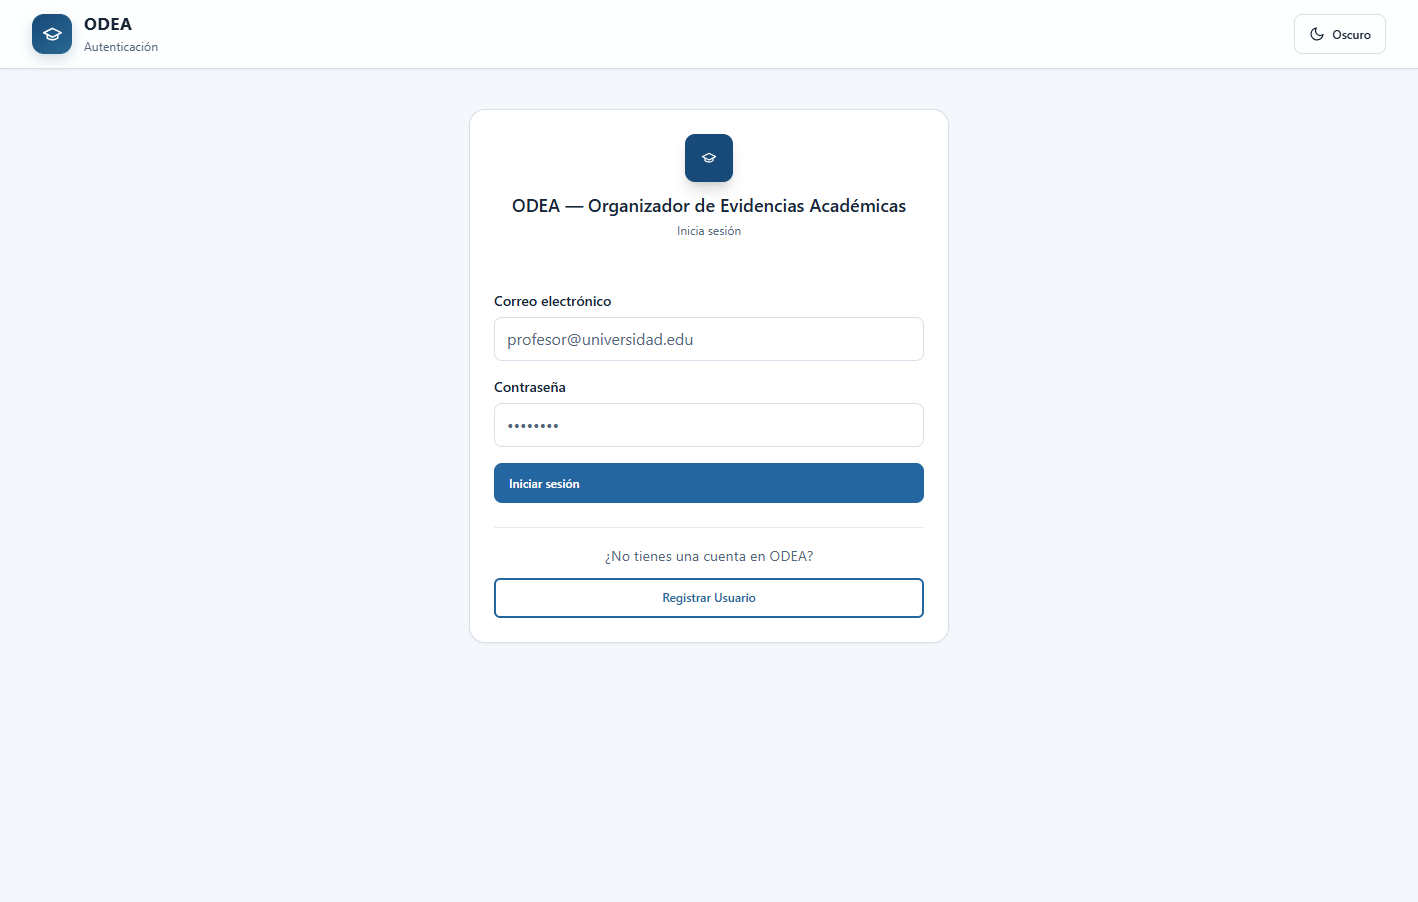 ODEA
Autenticación
Oscuro
ODEA — Organizador de Evidencias Académicas
Inicia sesión
Correo electrónico
profesor@universidad.edu
Contraseña
••••••••
Iniciar sesión
¿No tienes una cuenta en ODEA?
Registrar Usuario